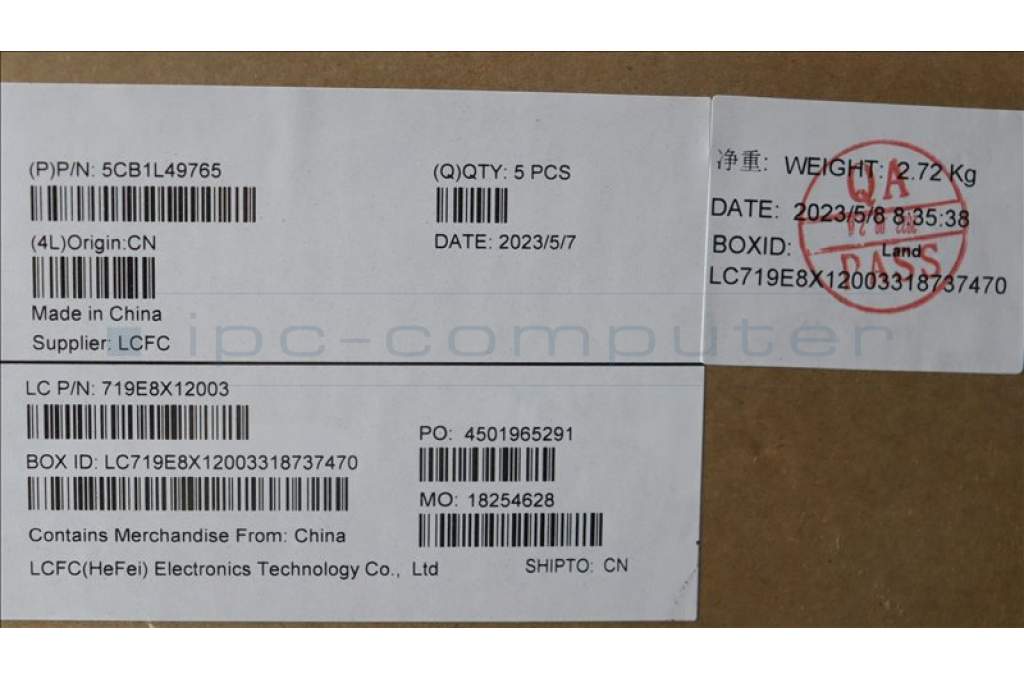 (P)P/N: 5CB1L49765
(Q)QTY: 5 PCS
(4L)Origin:CN
DATE: 2023/5/7
Made in China
Supplier: LCFC
净重: WEIGHT: 2.72 Kg
DATE: 2023/5/8 8:35:38
BOXID: Land
LC719E8X12003318737470
QA
PASS
ipc-computer
LC P/N: 719E8X12003
PO: 4501965291
BOX ID: LC719E8X12003318737470
MO: 18254628
Contains Merchandise From: China
LCFC(HeFei) Electronics Technology Co., Ltd
SHIPTO: CN